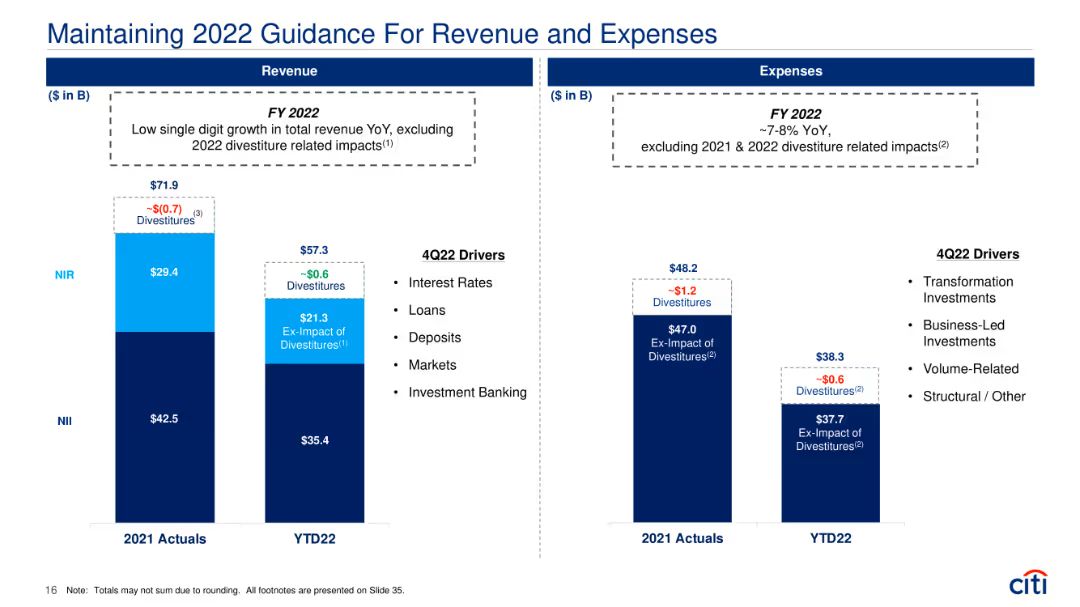 Maintaining 2022 Guidance For Revenue and Expenses
Revenue
($ in B)
FY 2022
Low single digit growth in total revenue YoY, excluding
2022 divestiture related impacts(1)
$71.9
~$(0.7)
Divestitures(3)
NIR
$29.4
NII
$42.5
2021 Actuals
$57.3
~$0.6
Divestitures
$21.3
Ex-Impact of
Divestitures(1)
$35.4
YTD22
4Q22 Drivers
• Interest Rates
• Loans
• Deposits
• Markets
• Investment Banking
Expenses
($ in B)
FY 2022
~7-8% YoY,
excluding 2021 & 2022 divestiture related impacts(2)
$48.2
~$1.2
Divestitures
$47.0
Ex-Impact of
Divestitures(2)
2021 Actuals
$38.3
~$0.6
Divestitures(2)
$37.7
Ex-Impact of
Divestitures(2)
YTD22
4Q22 Drivers
• Transformation
Investments
• Business-Led
Investments
• Volume-Related
• Structural / Other
16 Note: Totals may not sum due to rounding. All footnotes are presented on Slide 35.
citi